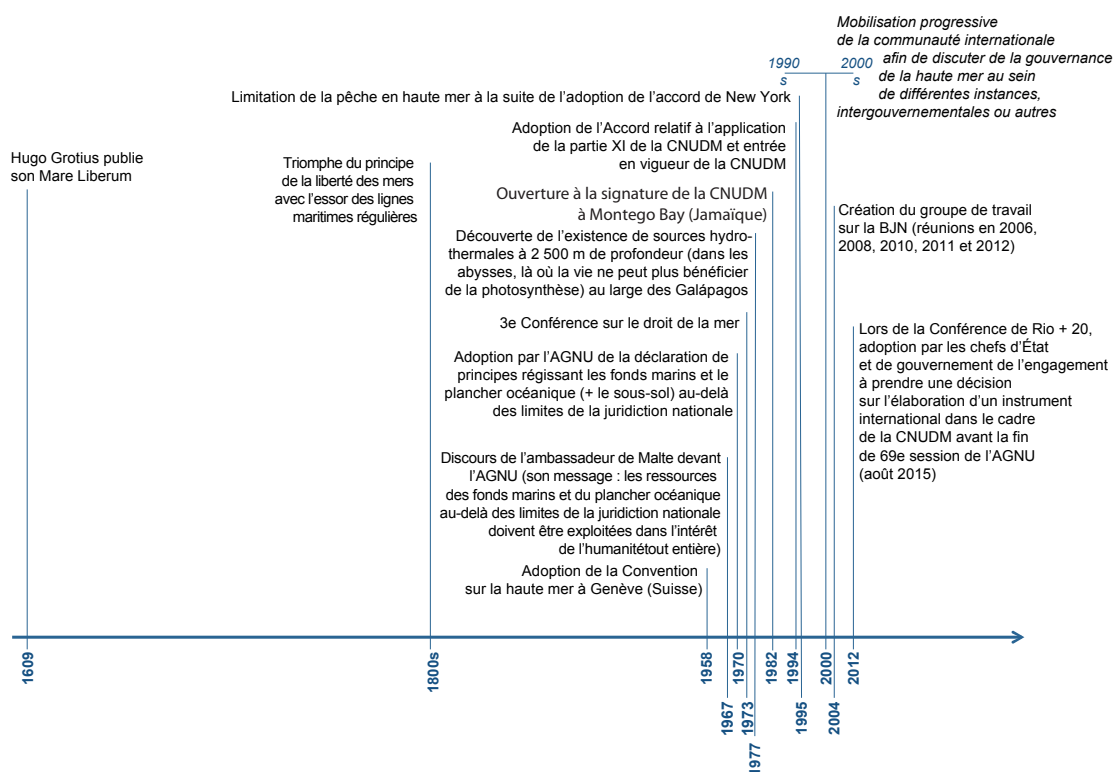 Mobilisation progressive
de la communauté internationale
afin de discuter de la gouvernance
de la haute mer au sein
de différentes instances,
intergouvernementales ou autres
1990
s
2000
s
Limitation de la pêche en haute mer à la suite de l’adoption de l’accord de New York
Adoption de l’Accord relatif à l’application
de la partie XI de la CNUDM et entrée
en vigueur de la CNUDM
Hugo Grotius publie
son Mare Liberum
Triomphe du principe
de la liberté des mers
avec l’essor des lignes
maritimes régulières
Ouverture à la signature de la CNUDM
à Montego Bay (Jamaïque)
Création du groupe de travail
sur la BJN (réunions en 2006,
2008, 2010, 2011 et 2012)
Découverte de l’existence de sources hydro-
thermales à 2 500 m de profondeur (dans les
abysses, là où la vie ne peut plus bénéficier
de la photosynthèse) au large des Galápagos
3e Conférence sur le droit de la mer
Lors de la Conférence de Rio + 20,
adoption par les chefs d’État
et de gouvernement de l’engagement
à prendre une décision
sur l’élaboration d’un instrument
international dans le cadre
de la CNUDM avant la fin
de 69e session de l’AGNU
(août 2015)
Adoption par l’AGNU de la déclaration de
principes régissant les fonds marins et le
plancher océanique (+ le sous-sol) au-delà
des limites de la juridiction nationale
Discours de l’ambassadeur de Malte devant
l’AGNU (son message : les ressources
des fonds marins et du plancher océanique
au-delà des limites de la juridiction nationale
doivent être exploitées dans l’intérêt
de l’humanitétout entière)
Adoption de la Convention
sur la haute mer à Genève (Suisse)
1609
1800s
1958
1967
1970
1973
1977
1982
1994
1995
2000
2004
2012